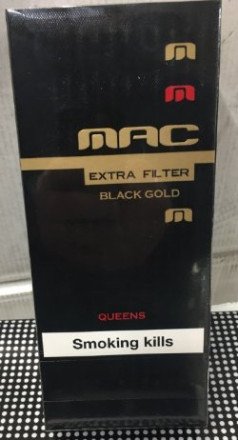 m
m
mAC
EXTRA FILTER
BLACK GOLD
m
QUEENS
Smoking kills